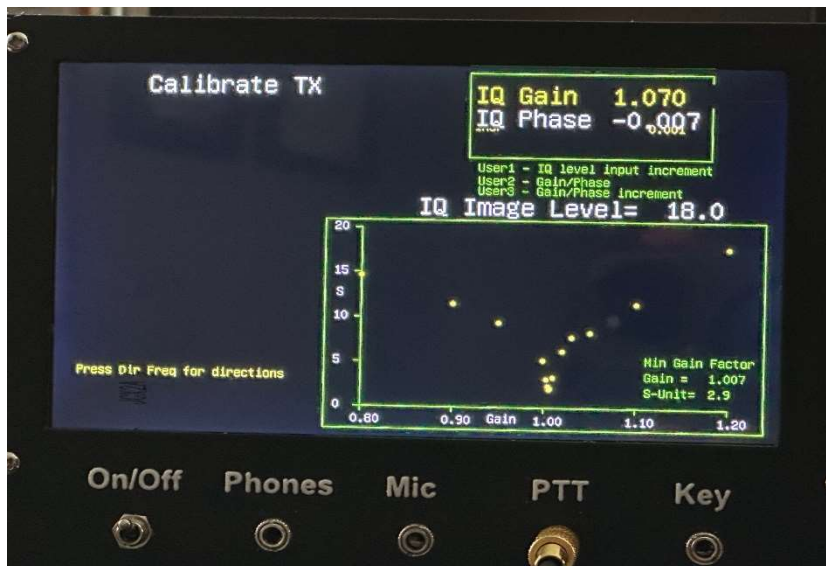 Calibrate TX
IQ Gain 1.070
IQ Phase -0.007
0.001
User1 - IQ level input increment
User2 - Gain/Phase
User3 - Gain/Phase increment
IQ Image Level= 18.0
20
15
S
10
5
0
0.80 0.90 Gain 1.00 1.10 1.20
Min Gain Factor
Gain = 1.007
S-Unit= 2.9
Press Dir Freq for directions
On/Off Phones Mic PTT Key